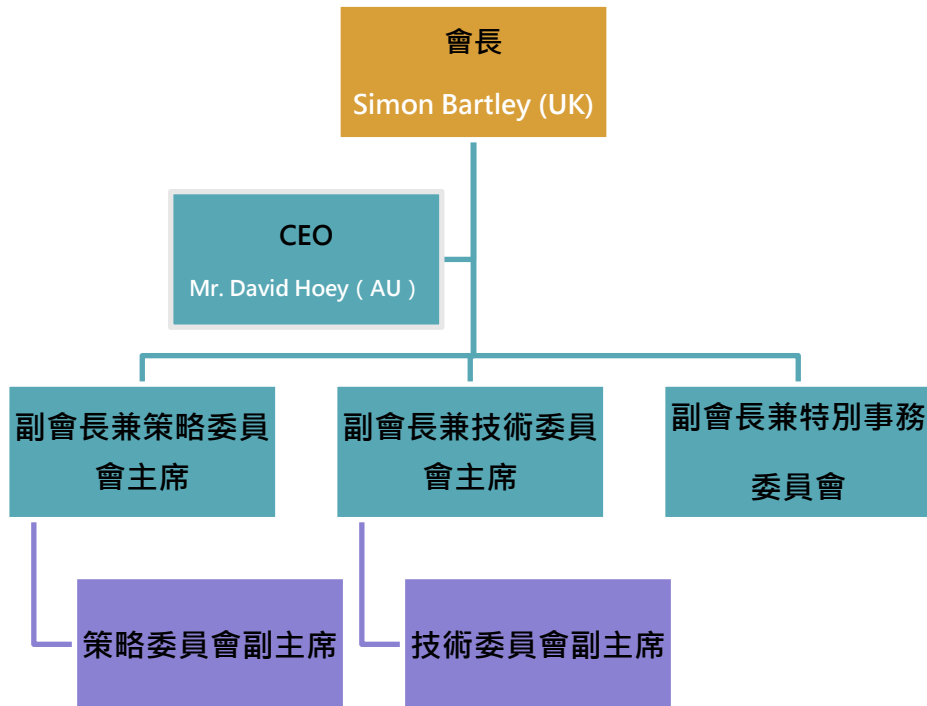 會長
Simon Bartley (UK)
CEO
Mr. David Hoey（AU）
副會長兼策略委員
會主席
副會長兼技術委員
會主席
副會長兼特別事務
委員會
策略委員會副主席
技術委員會副主席